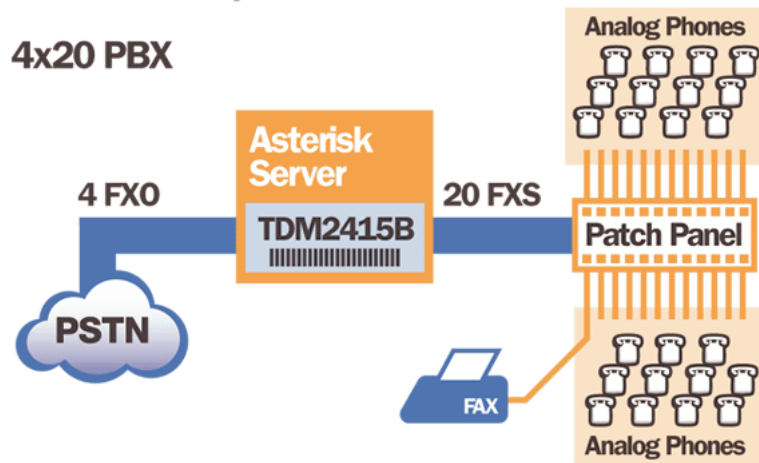 4x20 PBX
Analog Phones
Asterisk
Server
4 FXO
TDM2415B
20 FXS
Patch Panel
PSTN
FAX
Analog Phones